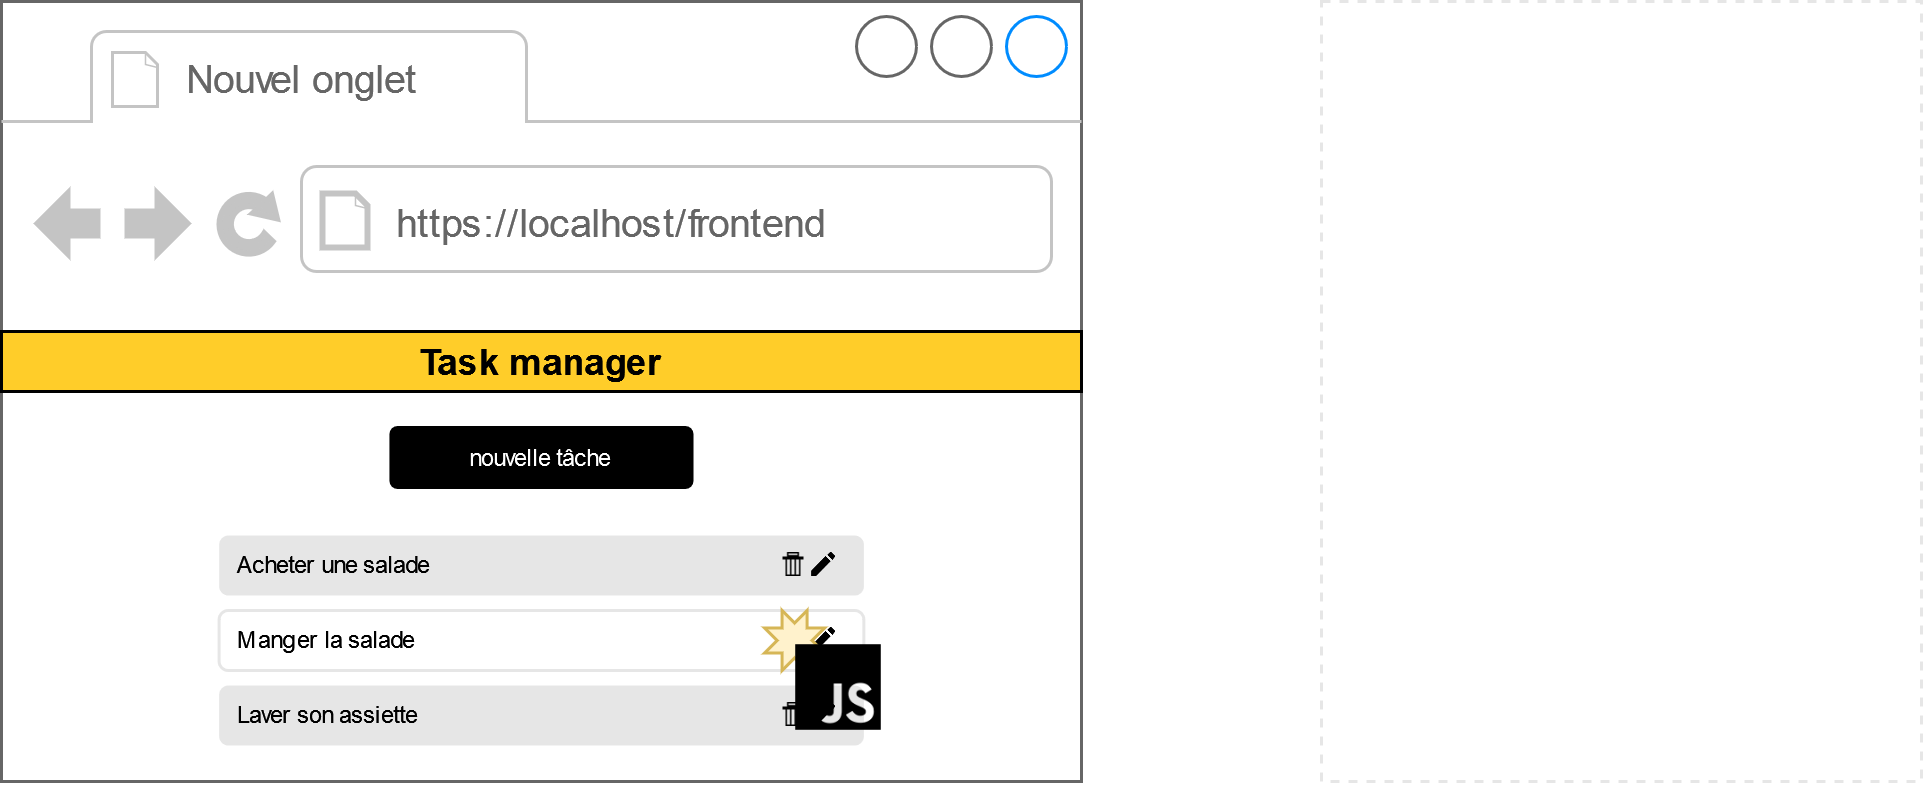 Nouvel onglet
https://localhost/frontend
Task manager
nouvelle tâche
Acheter une salade
Manger la salade
Laver son assiette
JS